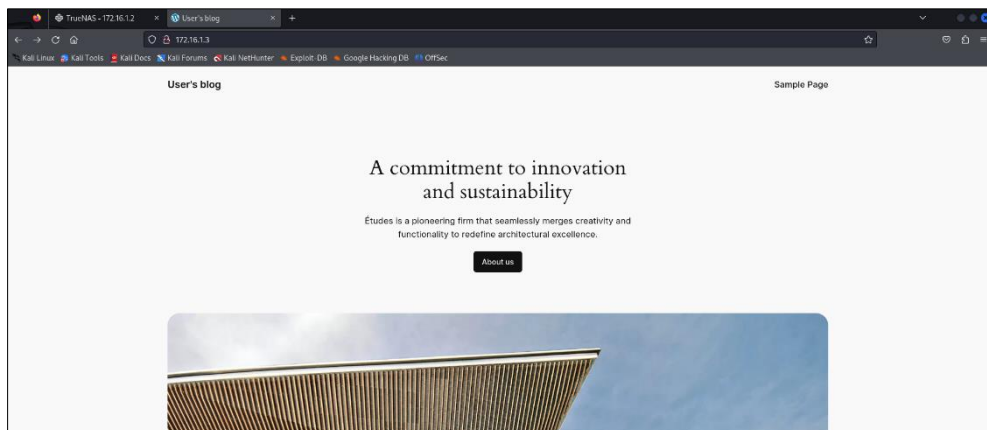 TrueNAS - 172.16.1.2 × User's blog × +
172.16.1.3
Kali Linux Kali Tools Kali Docs Kali Forums Kali NetHunter Exploit-DB Google Hacking DB OffSec
User's blog Sample Page
A commitment to innovation
and sustainability
Études is a pioneering firm that seamlessly merges creativity and
functionality to redefine architectural excellence.
About us